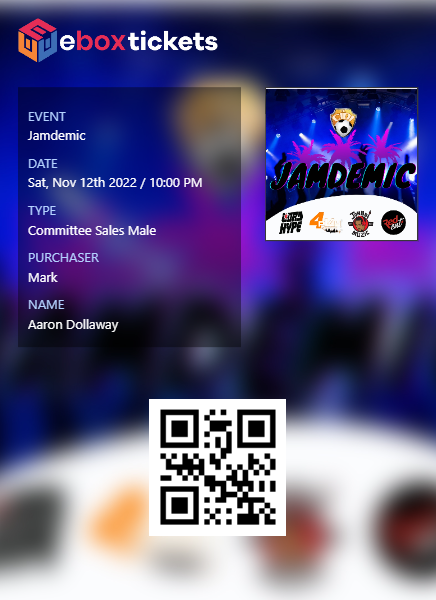 eboxtickets
EVENT
Jamdemic
DATE
Sat, Nov 12th 2022 / 10:00 PM
TYPE
Committee Sales Male
PURCHASER
Mark
NAME
Aaron Dollaway
JAMDEMIC
HYPE
4